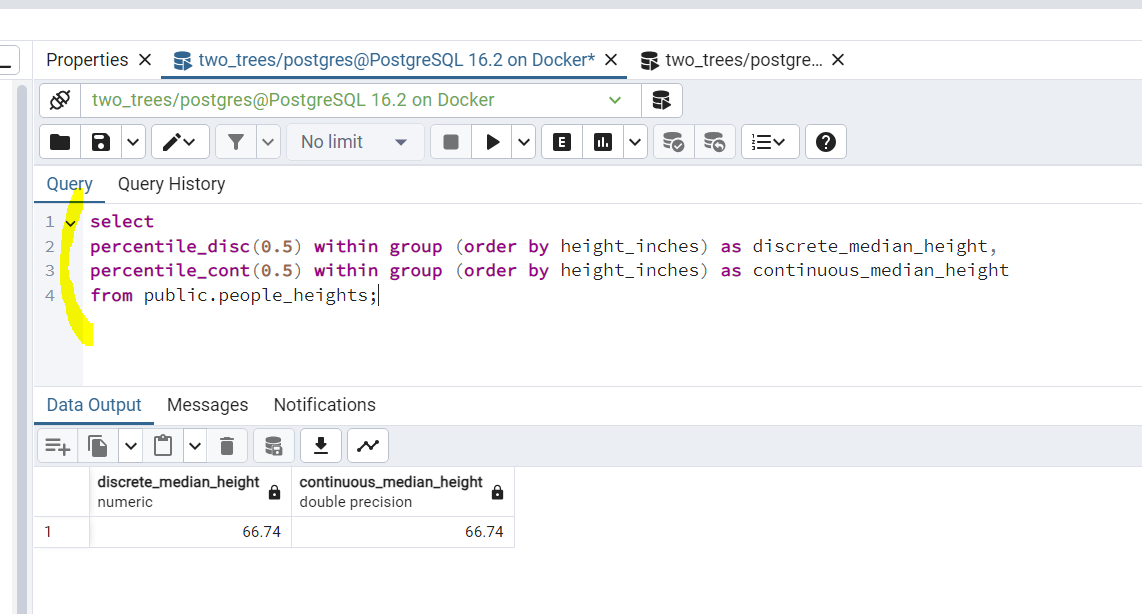 Properties two_trees/postgres@PostgreSQL 16.2 on Docker* two_trees/postgre...
two_trees/postgres@PostgreSQL 16.2 on Docker
No limit E
Query Query History
1 select
2 percentile_disc(0.5) within group (order by height_inches) as discrete_median_height,
3 percentile_cont(0.5) within group (order by height_inches) as continuous_median_height
4 from public.people_heights;
Data Output Messages Notifications
discrete_median_height continuous_median_height
numeric double precision
1 66.74 66.74